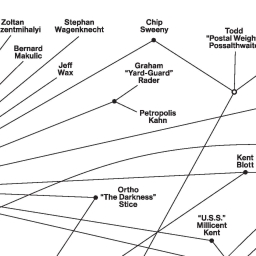 Zoltan
zentmihalyi
Stephan
Wagenknecht
Chip
Sweeny
Todd
"Postal Weigh
Possalthwaite
Bernard
Makulic
Jeff
Wax
Graham
"Yard-Guard"
Rader
Petropolis
Kahn
Kent
Blott
Ortho
"The Darkness"
Stice
"U.S.S."
Millicent
Kent